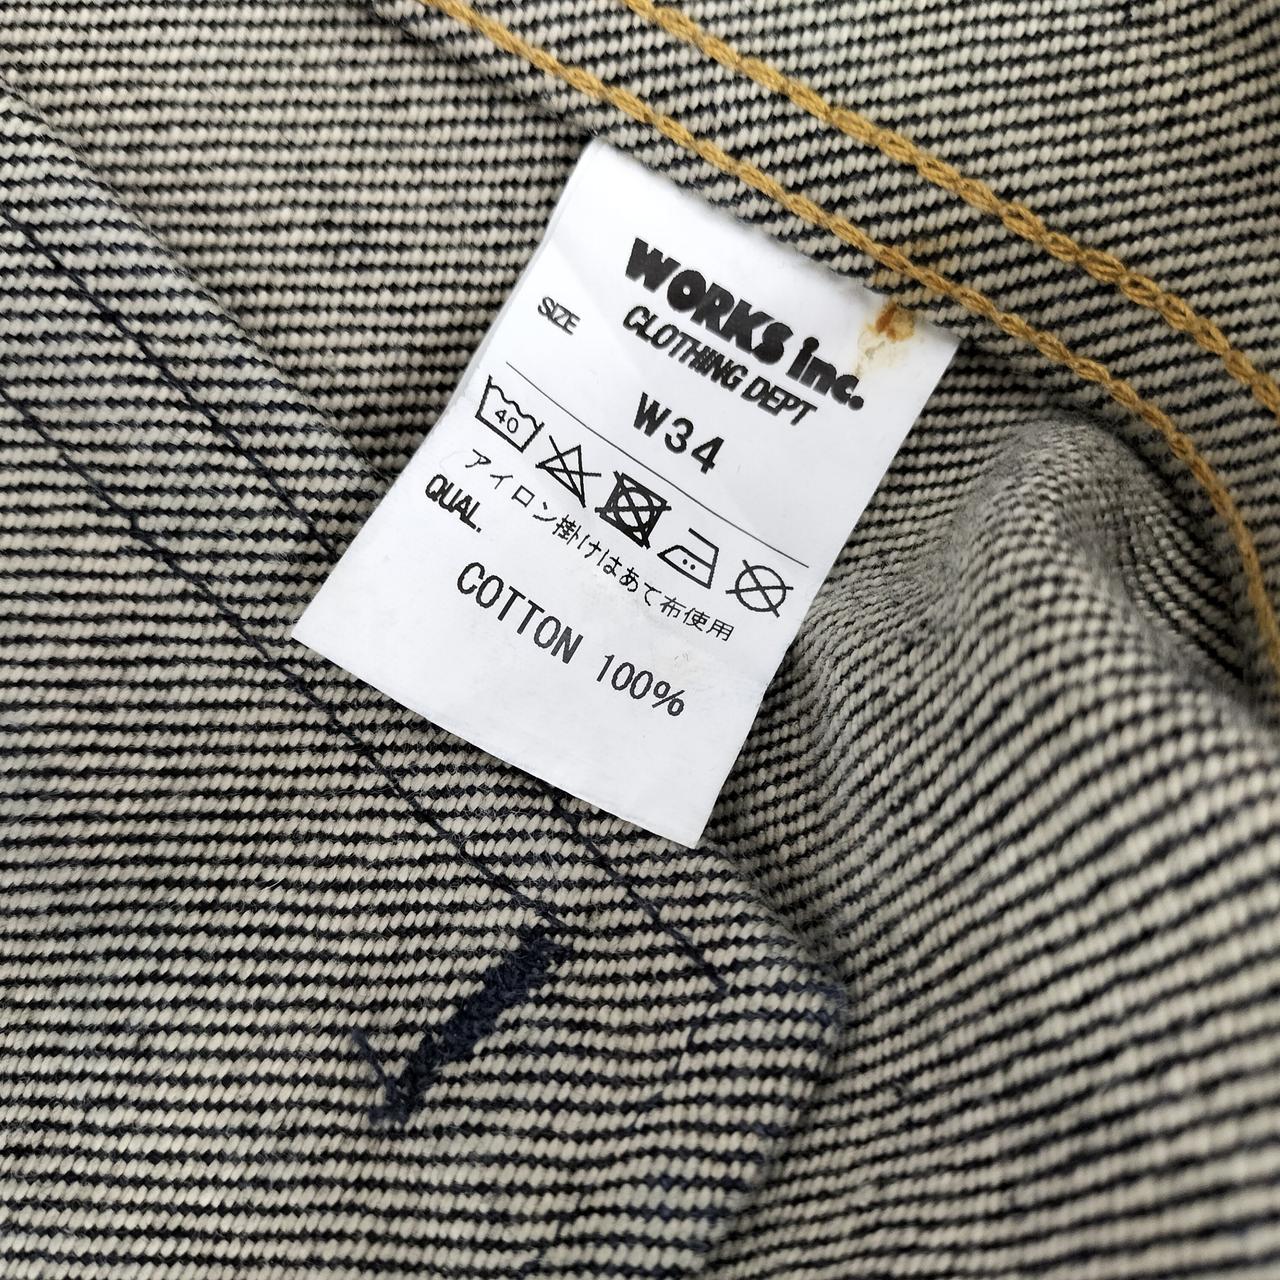 WORKS inc.
CLOTHING DEPT
SIZE
W34
40
アイロン掛けはあて布使用
QUAL.
COTTON 100%